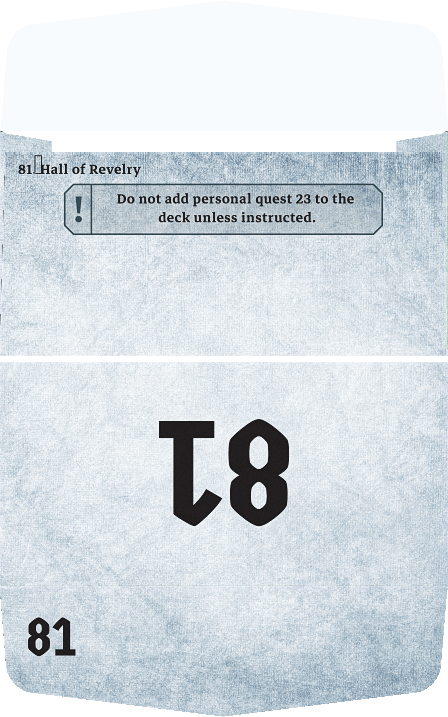 81 Hall of Revelry
! Do not add personal quest 23 to the
deck unless instructed.
81
81